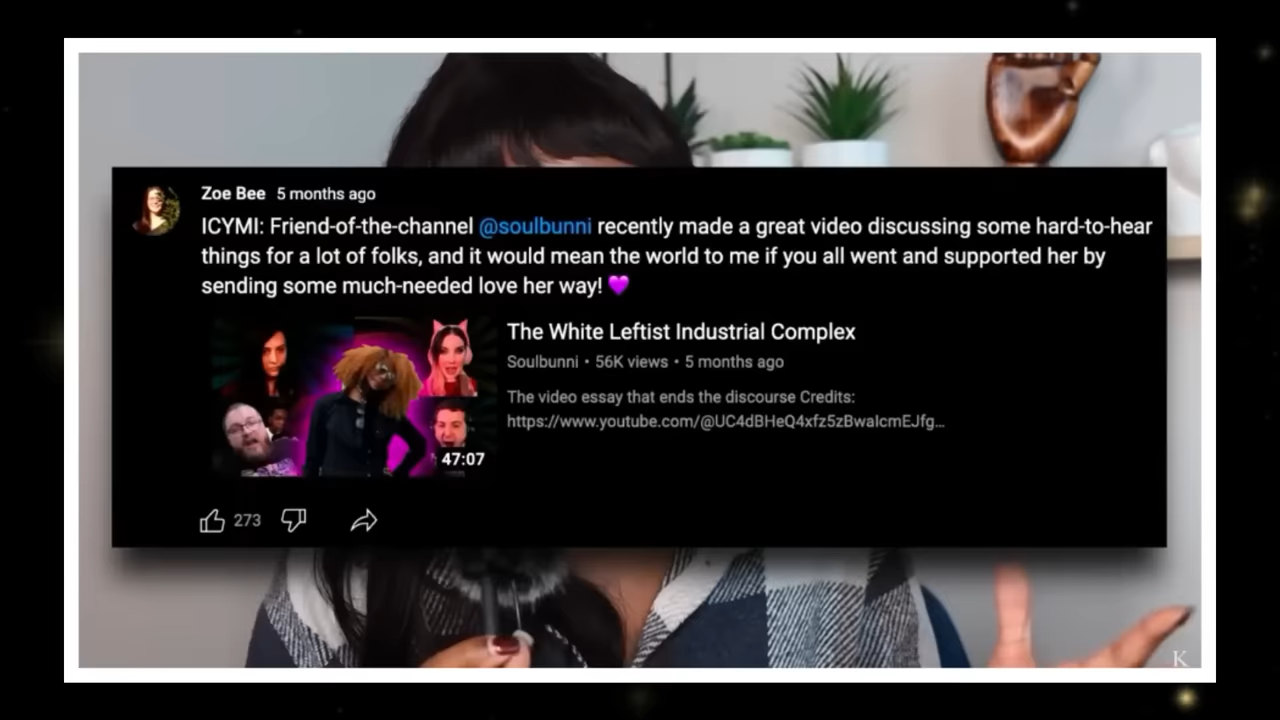 Zoe Bee 5 months ago
ICYMI: Friend-of-the-channel @soulbunni recently made a great video discussing some hard-to-hear
things for a lot of folks, and it would mean the world to me if you all went and supported her by
sending some much-needed love her way! 💜
The White Leftist Industrial Complex
Soulbunni • 56K views • 5 months ago
The video essay that ends the discourse Credits:
https://www.youtube.com/@UC4dBHeQ4xfz5zBwaIcmEJfg...
47:07
273
K